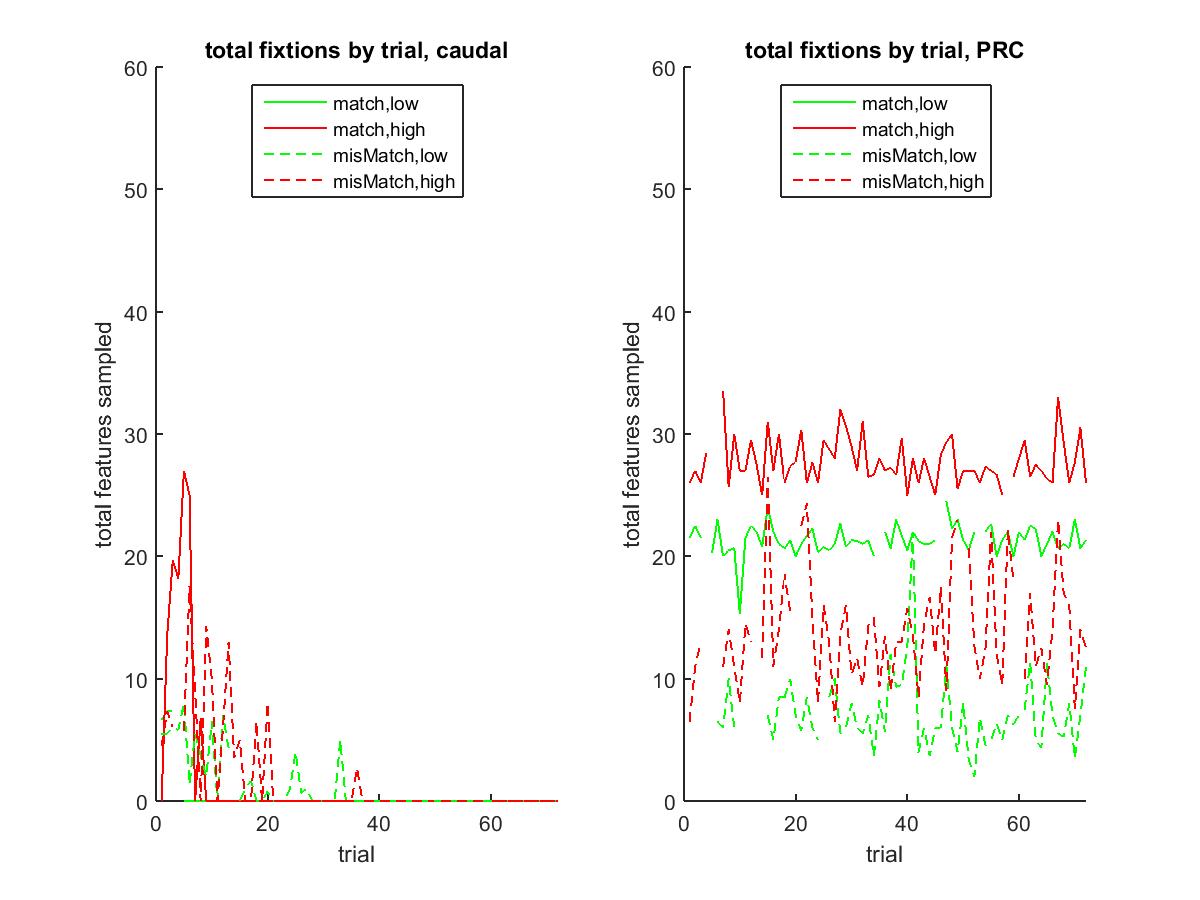 total fixtions by trial, caudal
match,low
match,high
misMatch,low
misMatch,high
60
50
40
30
20
10
0
total features sampled
0 20 40 60
trial
total fixtions by trial, PRC
match,low
match,high
misMatch,low
misMatch,high
60
50
40
30
20
10
0
total features sampled
0 20 40 60
trial